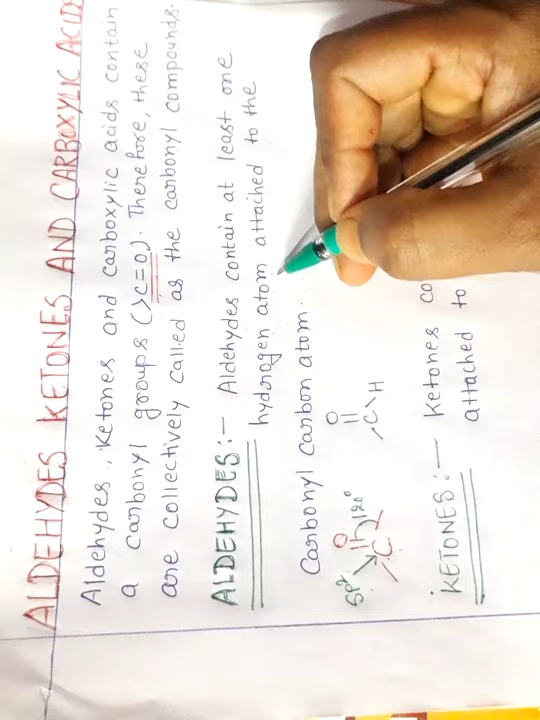 ALDEHYDES KETONES AND CARBOXYLIC ACIDS
Aldehydes, Ketones and carboxylic acids contain
a carbonyl groups (>C=O). Therefore, these
are collectively called as the carbonyl compounds.
ALDEHYDES:- Aldehydes contain at least one
hydrogen atom attached to the
Carbonyl carbon atom.
O O
SP² 120°
C C H
KETONES:- Ketones co
attached to